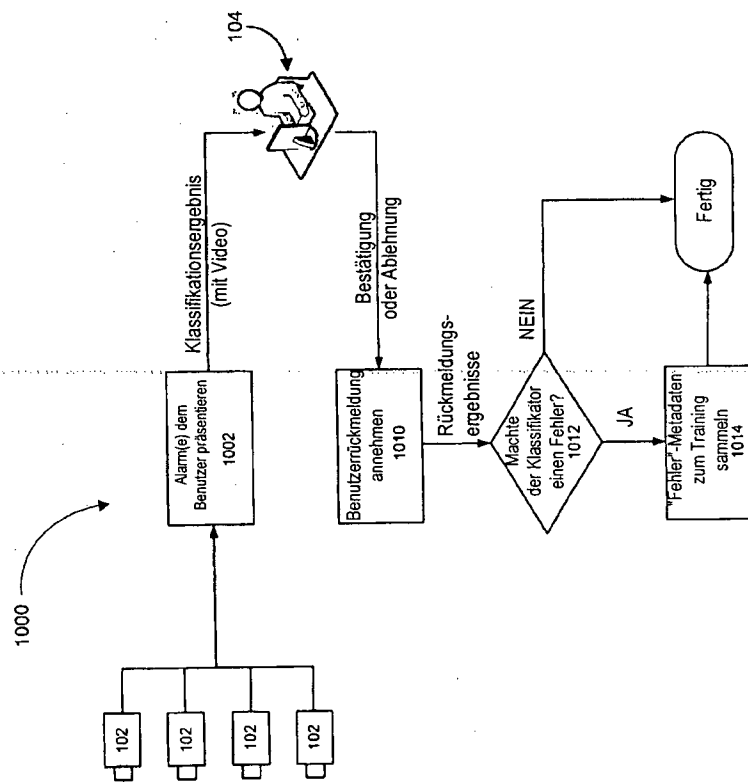 1000
102
102
102
102
Alarm(e) dem
Benutzer präsentieren
1002
Klassifikationsergebnis
(mit Video)
104
Bestätigung
oder Ablehnung
Benutzerrückmeldung
annehmen
1010
Rückmeldungs-
ergebnisse
Machte
der Klassifikator
einen Fehler?
1012
NEIN
JA
"Fehler"-Metadaten
zum Training
sammeln
1014
Fertig